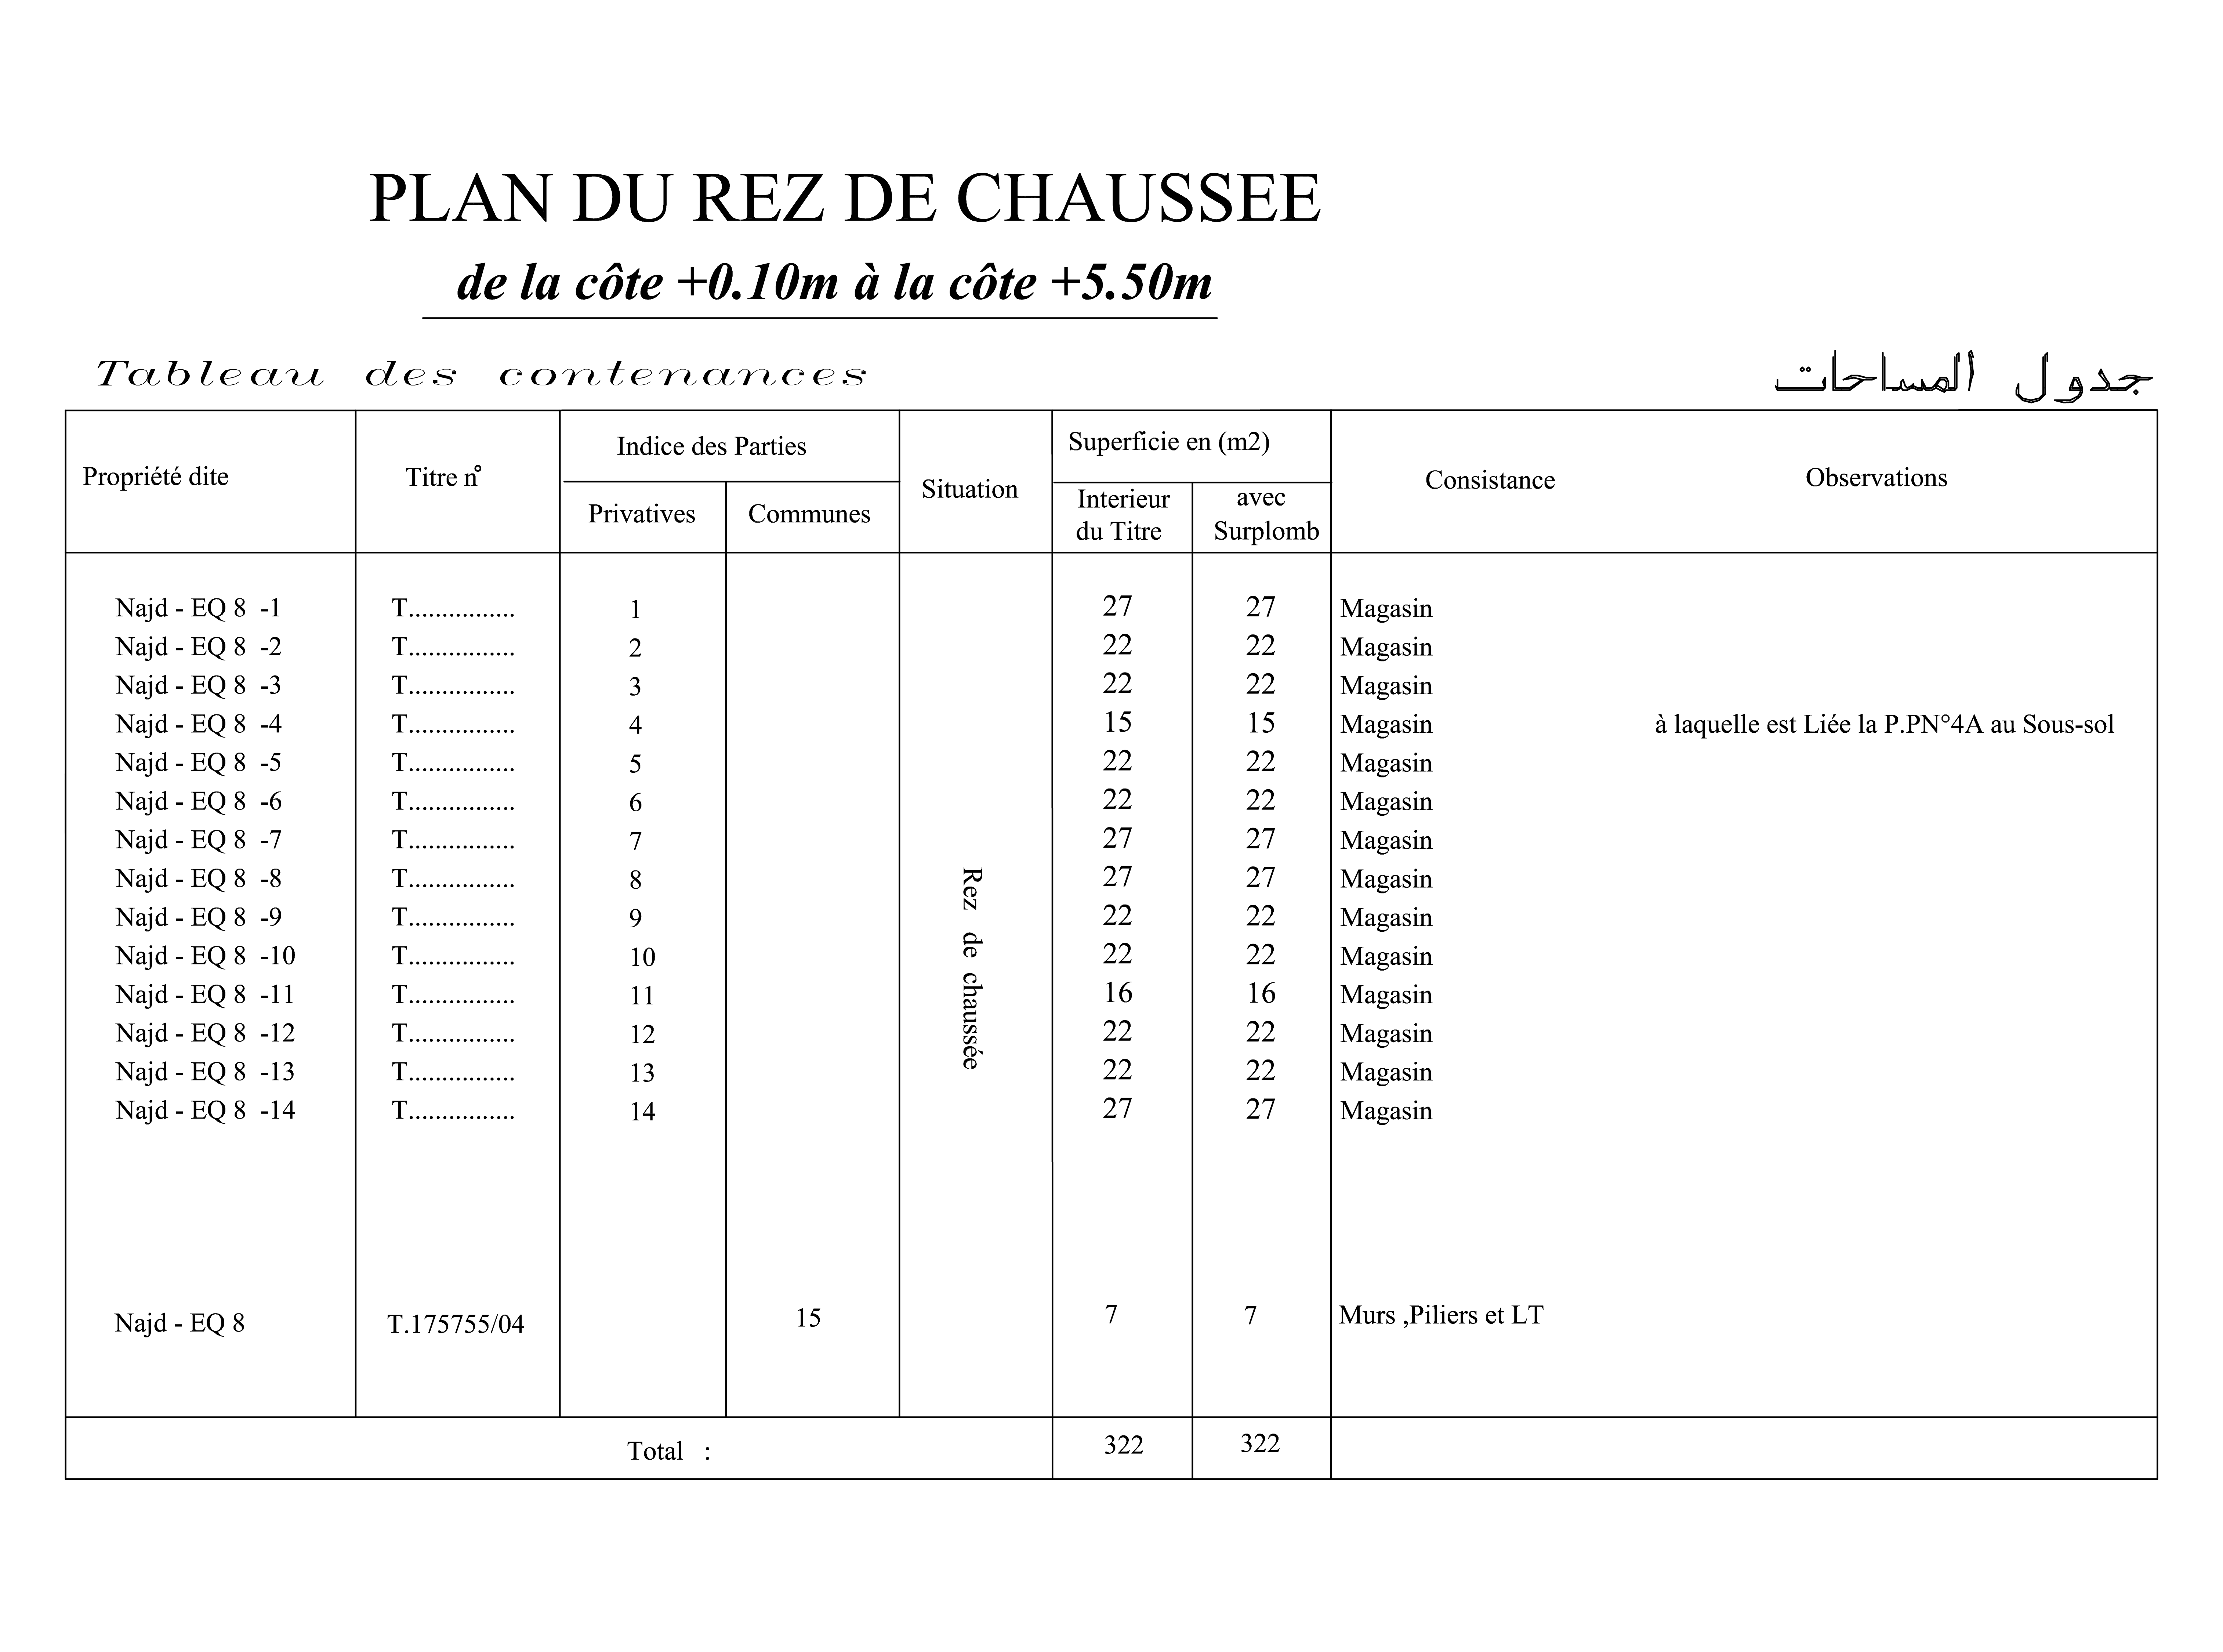 PLAN DU REZ DE CHAUSSEE
de la côte +0.10m à la côte +5.50m
Tableau des contenances
جدول المساحات
Propriété dite Titre n° Indice des Parties Situation Superficie en (m2) Consistance Observations
Privatives Communes Interieur du Titre avec Surplomb
Rez de chaussée
Najd - EQ 8 -1 T................ 1 27 27 Magasin
Najd - EQ 8 -2 T................ 2 22 22 Magasin
Najd - EQ 8 -3 T................ 3 22 22 Magasin
Najd - EQ 8 -4 T................ 4 15 15 Magasin à laquelle est Liée la P.PN°4A au Sous-sol
Najd - EQ 8 -5 T................ 5 22 22 Magasin
Najd - EQ 8 -6 T................ 6 22 22 Magasin
Najd - EQ 8 -7 T................ 7 27 27 Magasin
Najd - EQ 8 -8 T................ 8 27 27 Magasin
Najd - EQ 8 -9 T................ 9 22 22 Magasin
Najd - EQ 8 -10 T................ 10 22 22 Magasin
Najd - EQ 8 -11 T................ 11 16 16 Magasin
Najd - EQ 8 -12 T................ 12 22 22 Magasin
Najd - EQ 8 -13 T................ 13 22 22 Magasin
Najd - EQ 8 -14 T................ 14 27 27 Magasin
Najd - EQ 8 T.175755/04 15 7 7 Murs ,Piliers et LT
Total : 322 322